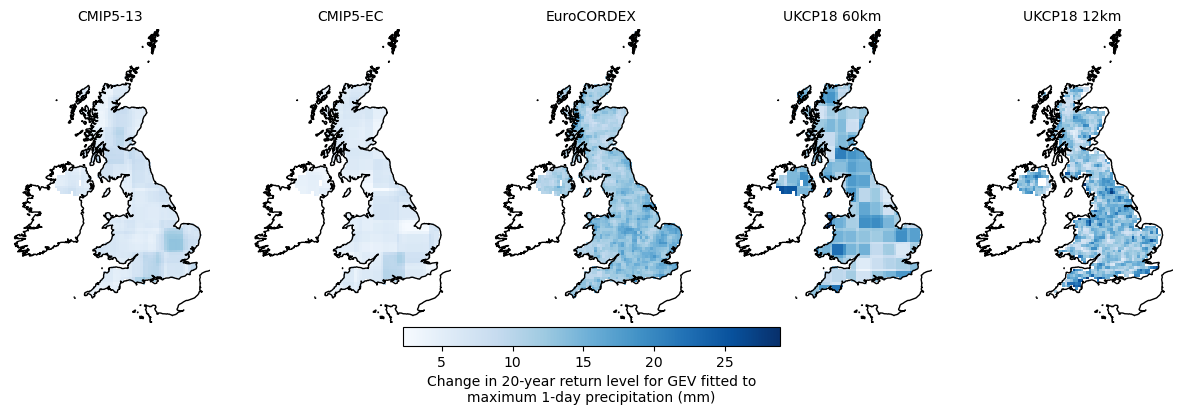 CMIP5-13
CMIP5-EC
EuroCORDEX
UKCP18 60km
UKCP18 12km
5
10
15
20
25
Change in 20-year return level for GEV fitted to
maximum 1-day precipitation (mm)